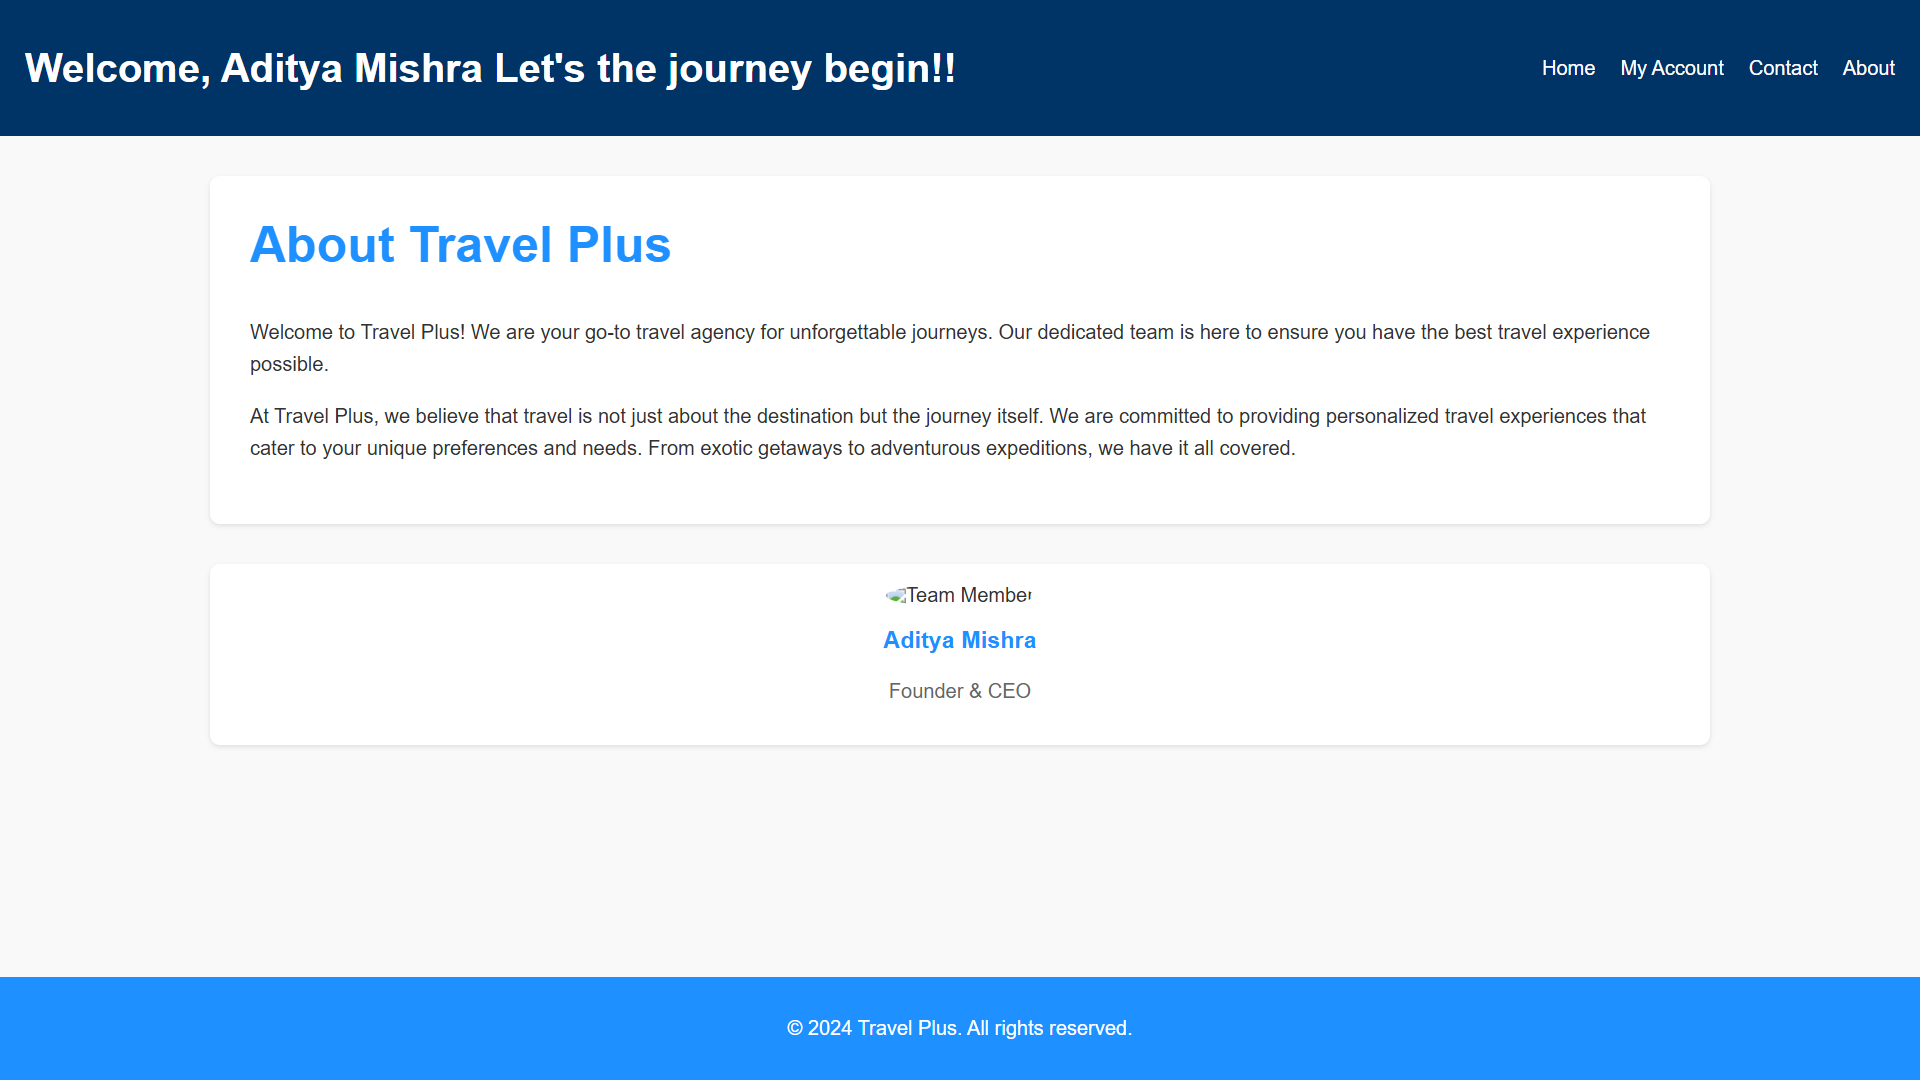 Welcome, Aditya Mishra Let's the journey begin!!
Home My Account Contact About
About Travel Plus
Welcome to Travel Plus! We are your go-to travel agency for unforgettable journeys. Our dedicated team is here to ensure you have the best travel experience
possible.
At Travel Plus, we believe that travel is not just about the destination but the journey itself. We are committed to providing personalized travel experiences that
cater to your unique preferences and needs. From exotic getaways to adventurous expeditions, we have it all covered.
Team Member
Aditya Mishra
Founder & CEO
© 2024 Travel Plus. All rights reserved.